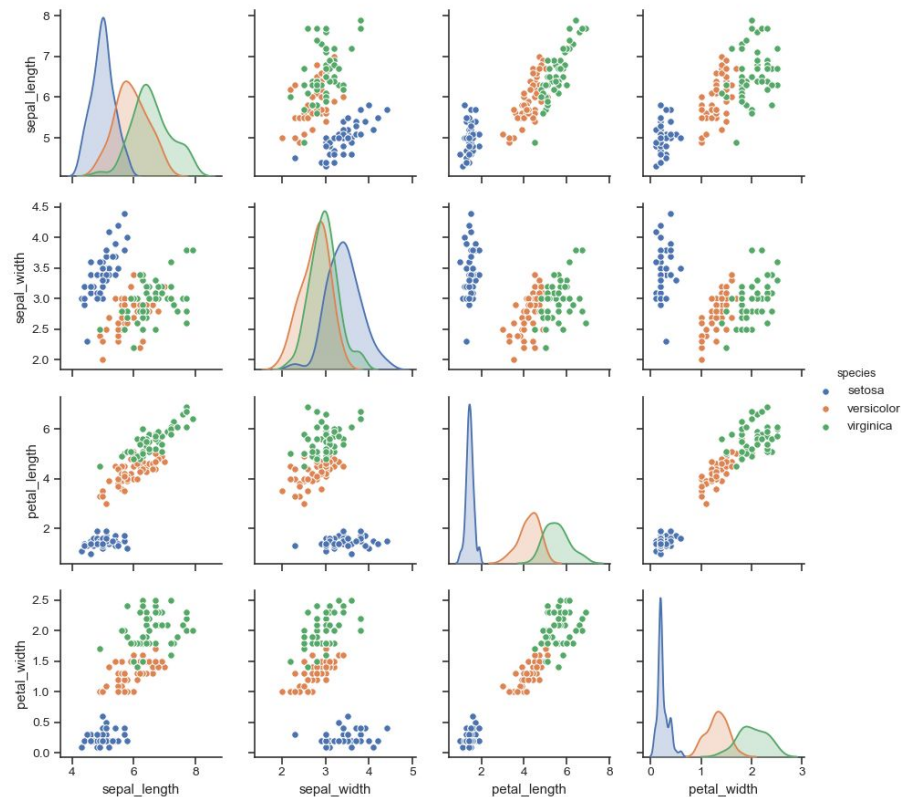 8
7
6
5
sepal_length
4.5
4.0
3.5
3.0
2.5
2.0
sepal_width
species
setosa
versicolor
virginica
6
4
2
petal_length
2.5
2.0
1.5
1.0
0.5
0.0
petal_width
4 6 8
2 3 4 5
2 4 6 8
0 1 2 3
sepal_length sepal_width petal_length petal_width